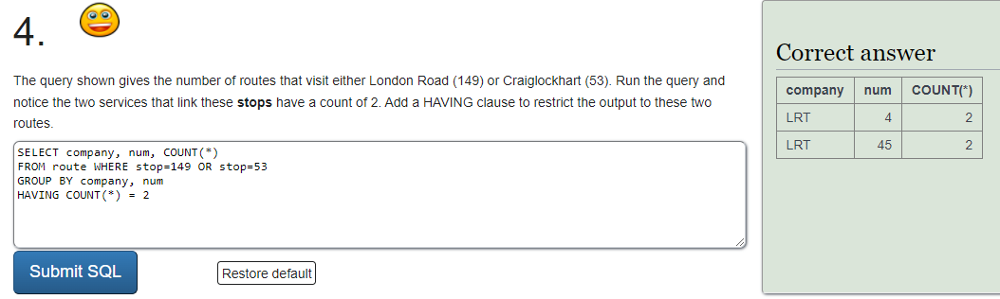 4.
The query shown gives the number of routes that visit either London Road (149) or Craiglockhart (53). Run the query and
notice the two services that link these stops have a count of 2. Add a HAVING clause to restrict the output to these two
routes.
SELECT company, num, COUNT(*)
FROM route WHERE stop=149 OR stop=53
GROUP BY company, num
HAVING COUNT(*) = 2
Submit SQL
Restore default
Correct answer
company num COUNT(*)
LRT 4 2
LRT 45 2